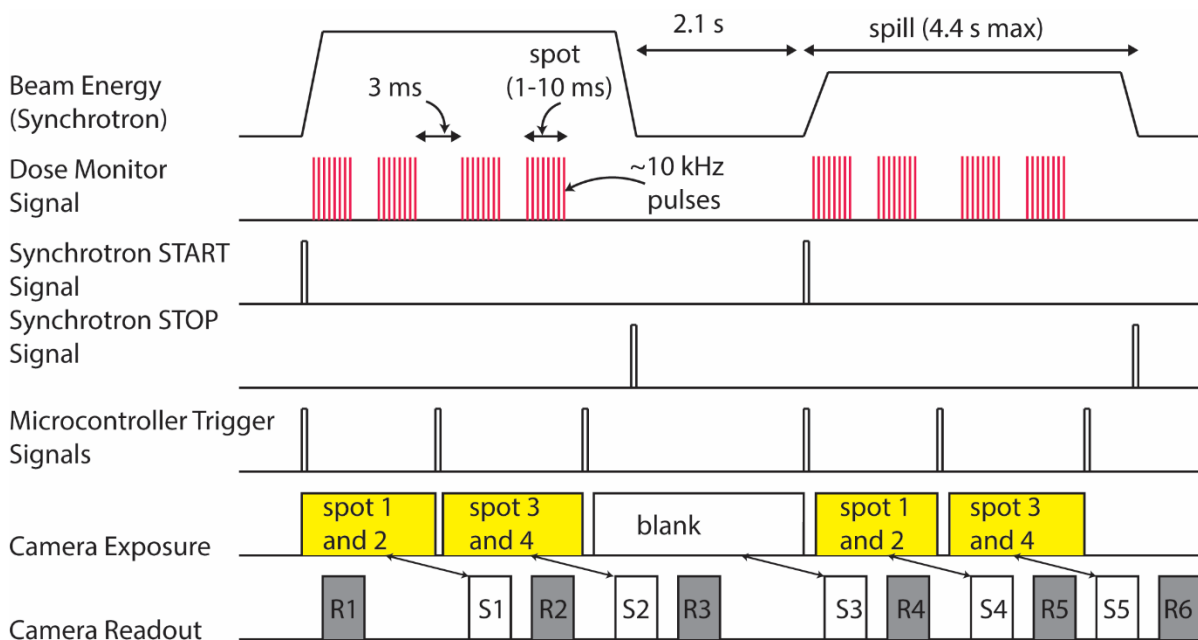 2.1 s
spill (4.4 s max)
spot
(1-10 ms)
3 ms
Beam Energy
(Synchrotron)
Dose Monitor
Signal
~10 kHz
pulses
Synchrotron START
Signal
Synchrotron STOP
Signal
Microcontroller Trigger
Signals
Camera Exposure
spot 1
and 2
spot 3
and 4
blank
spot 1
and 2
spot 3
and 4
Camera Readout
R1
S1
R2
S2
R3
S3
R4
S4
R5
S5
R6